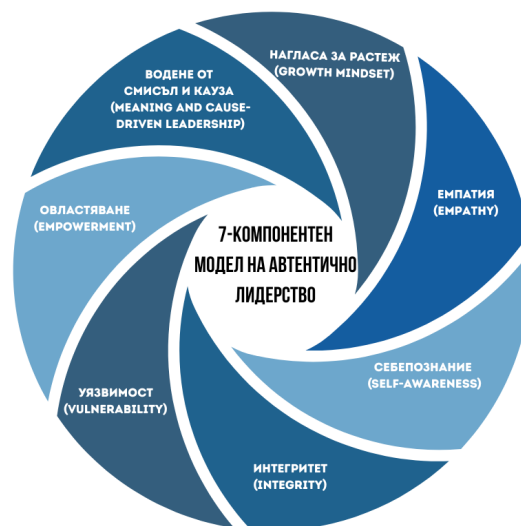 НАГЛАСА ЗА РАСТЕЖ
(GROWTH MINDSET)
ВОДЕНЕ ОТ
СМИСЪЛ И КАУЗА
(MEANING AND CAUSE-
DRIVEN LEADERSHIP)
ЕМПАТИЯ
(EMPATHY)
ОВЛАСТЯВАНЕ
(EMPOWERMENT)
7-КОМПОНЕНТЕН
МОДЕЛ НА АВТЕНТИЧНО
ЛИДЕРСТВО
СЕБЕПОЗНАНИЕ
(SELF-AWARENESS)
УЯЗВИМОСТ
(VULNERABILITY)
ИНТЕГРИТЕТ
(INTEGRITY)